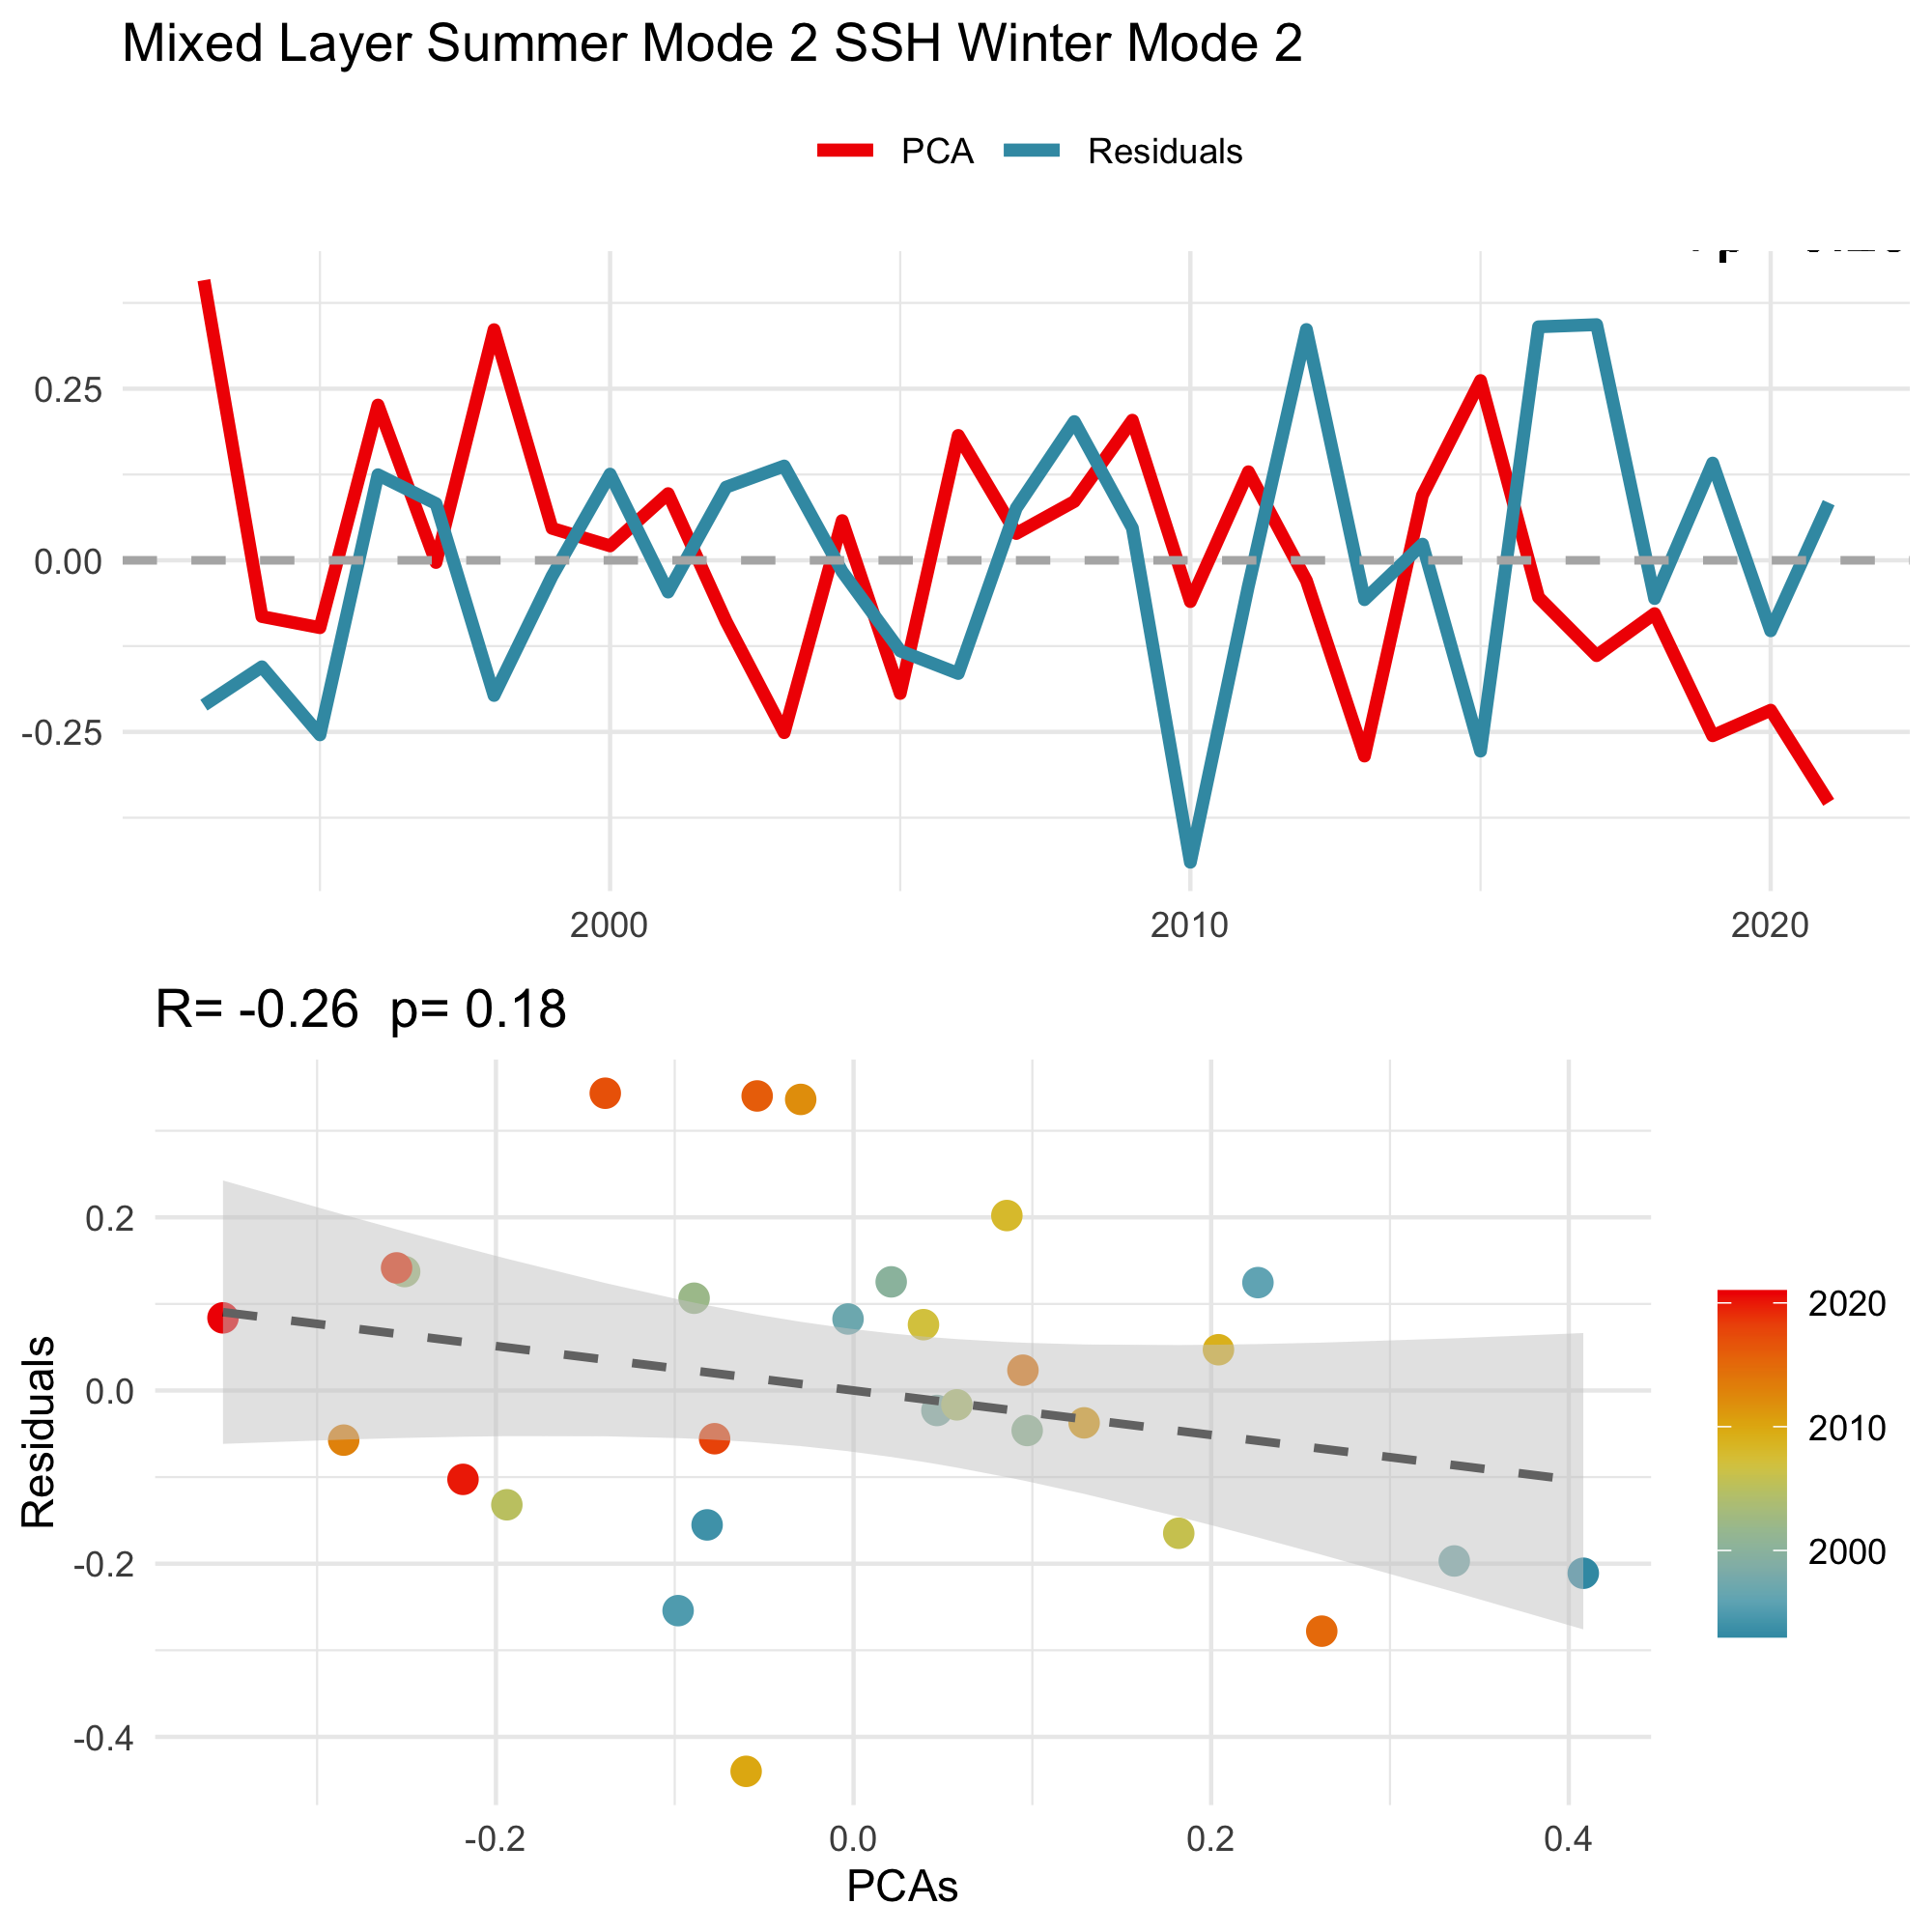 Mixed Layer Summer Mode 2 SSH Winter Mode 2
PCA Residuals
0.25
0.00
-0.25
2000 2010 2020
R= -0.26 p= 0.18
Residuals
0.2
0.0
-0.2
-0.4
-0.2 0.0 0.2 0.4
PCAs
2020
2010
2000